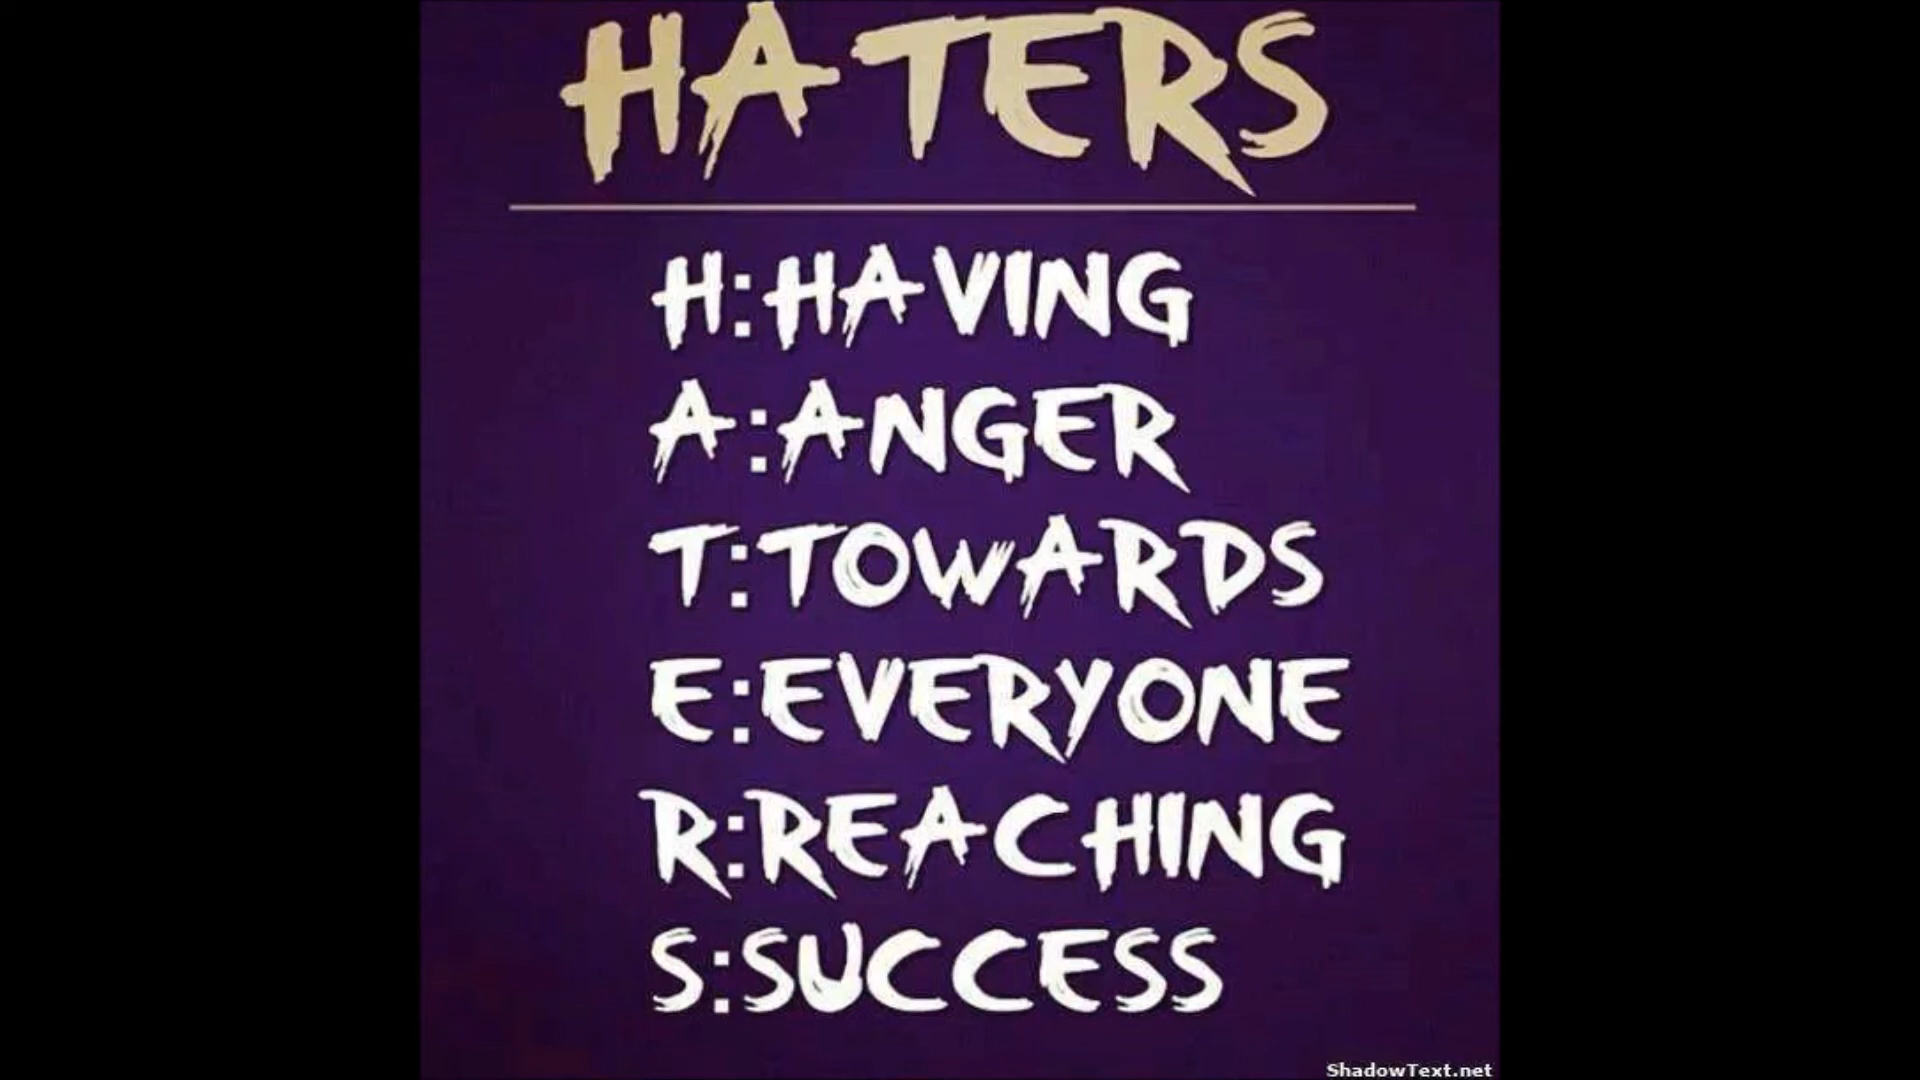 HATERS
H:HAVING
A:ANGER
T:TOWARDS
E:EVERYONE
R:REACHING
S:SUCCESS
ShadowText.net